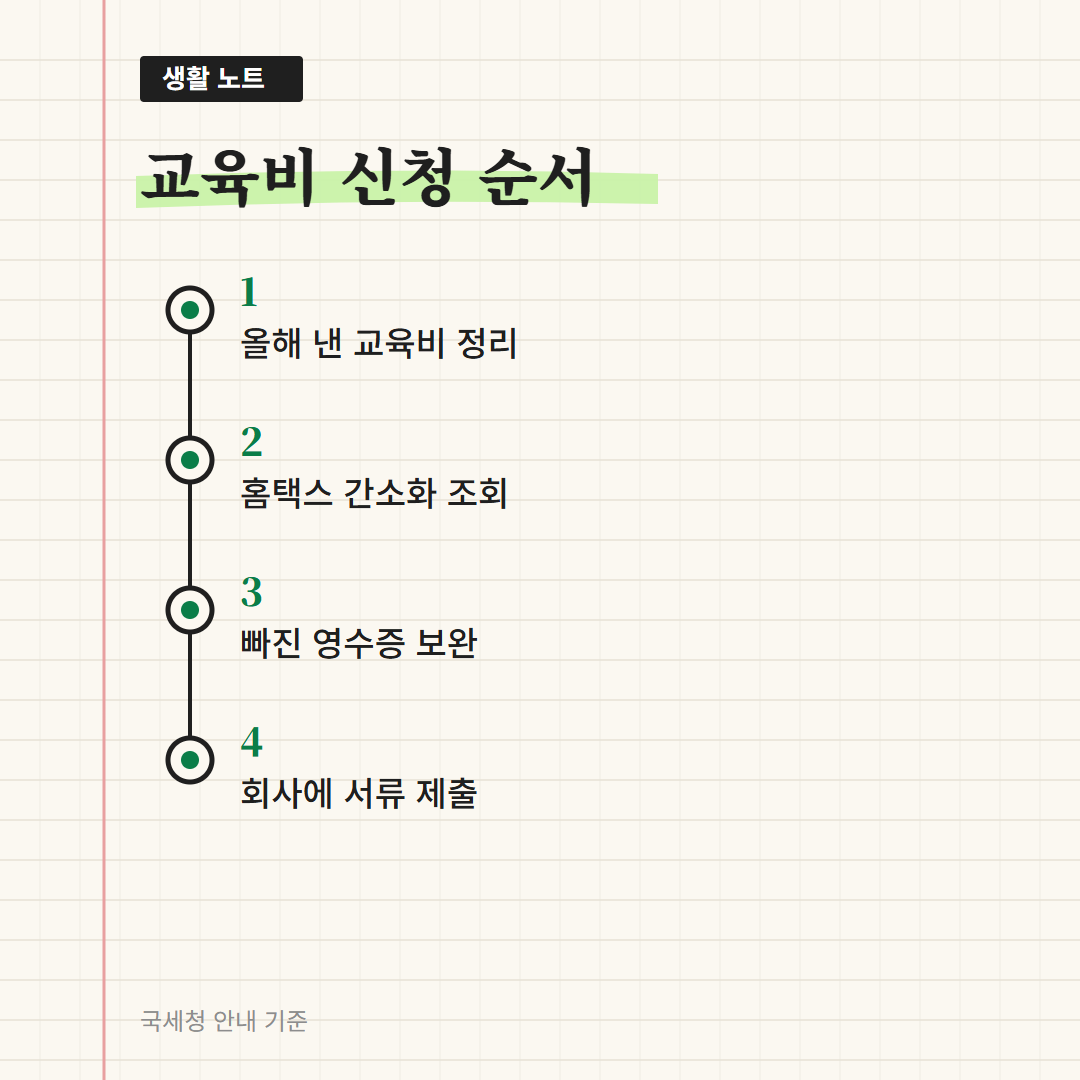 생활 노트
교육비 신청 순서
1
올해 낸 교육비 정리
2
홈택스 간소화 조회
3
빠진 영수증 보완
4
회사에 서류 제출
국세청 안내 기준